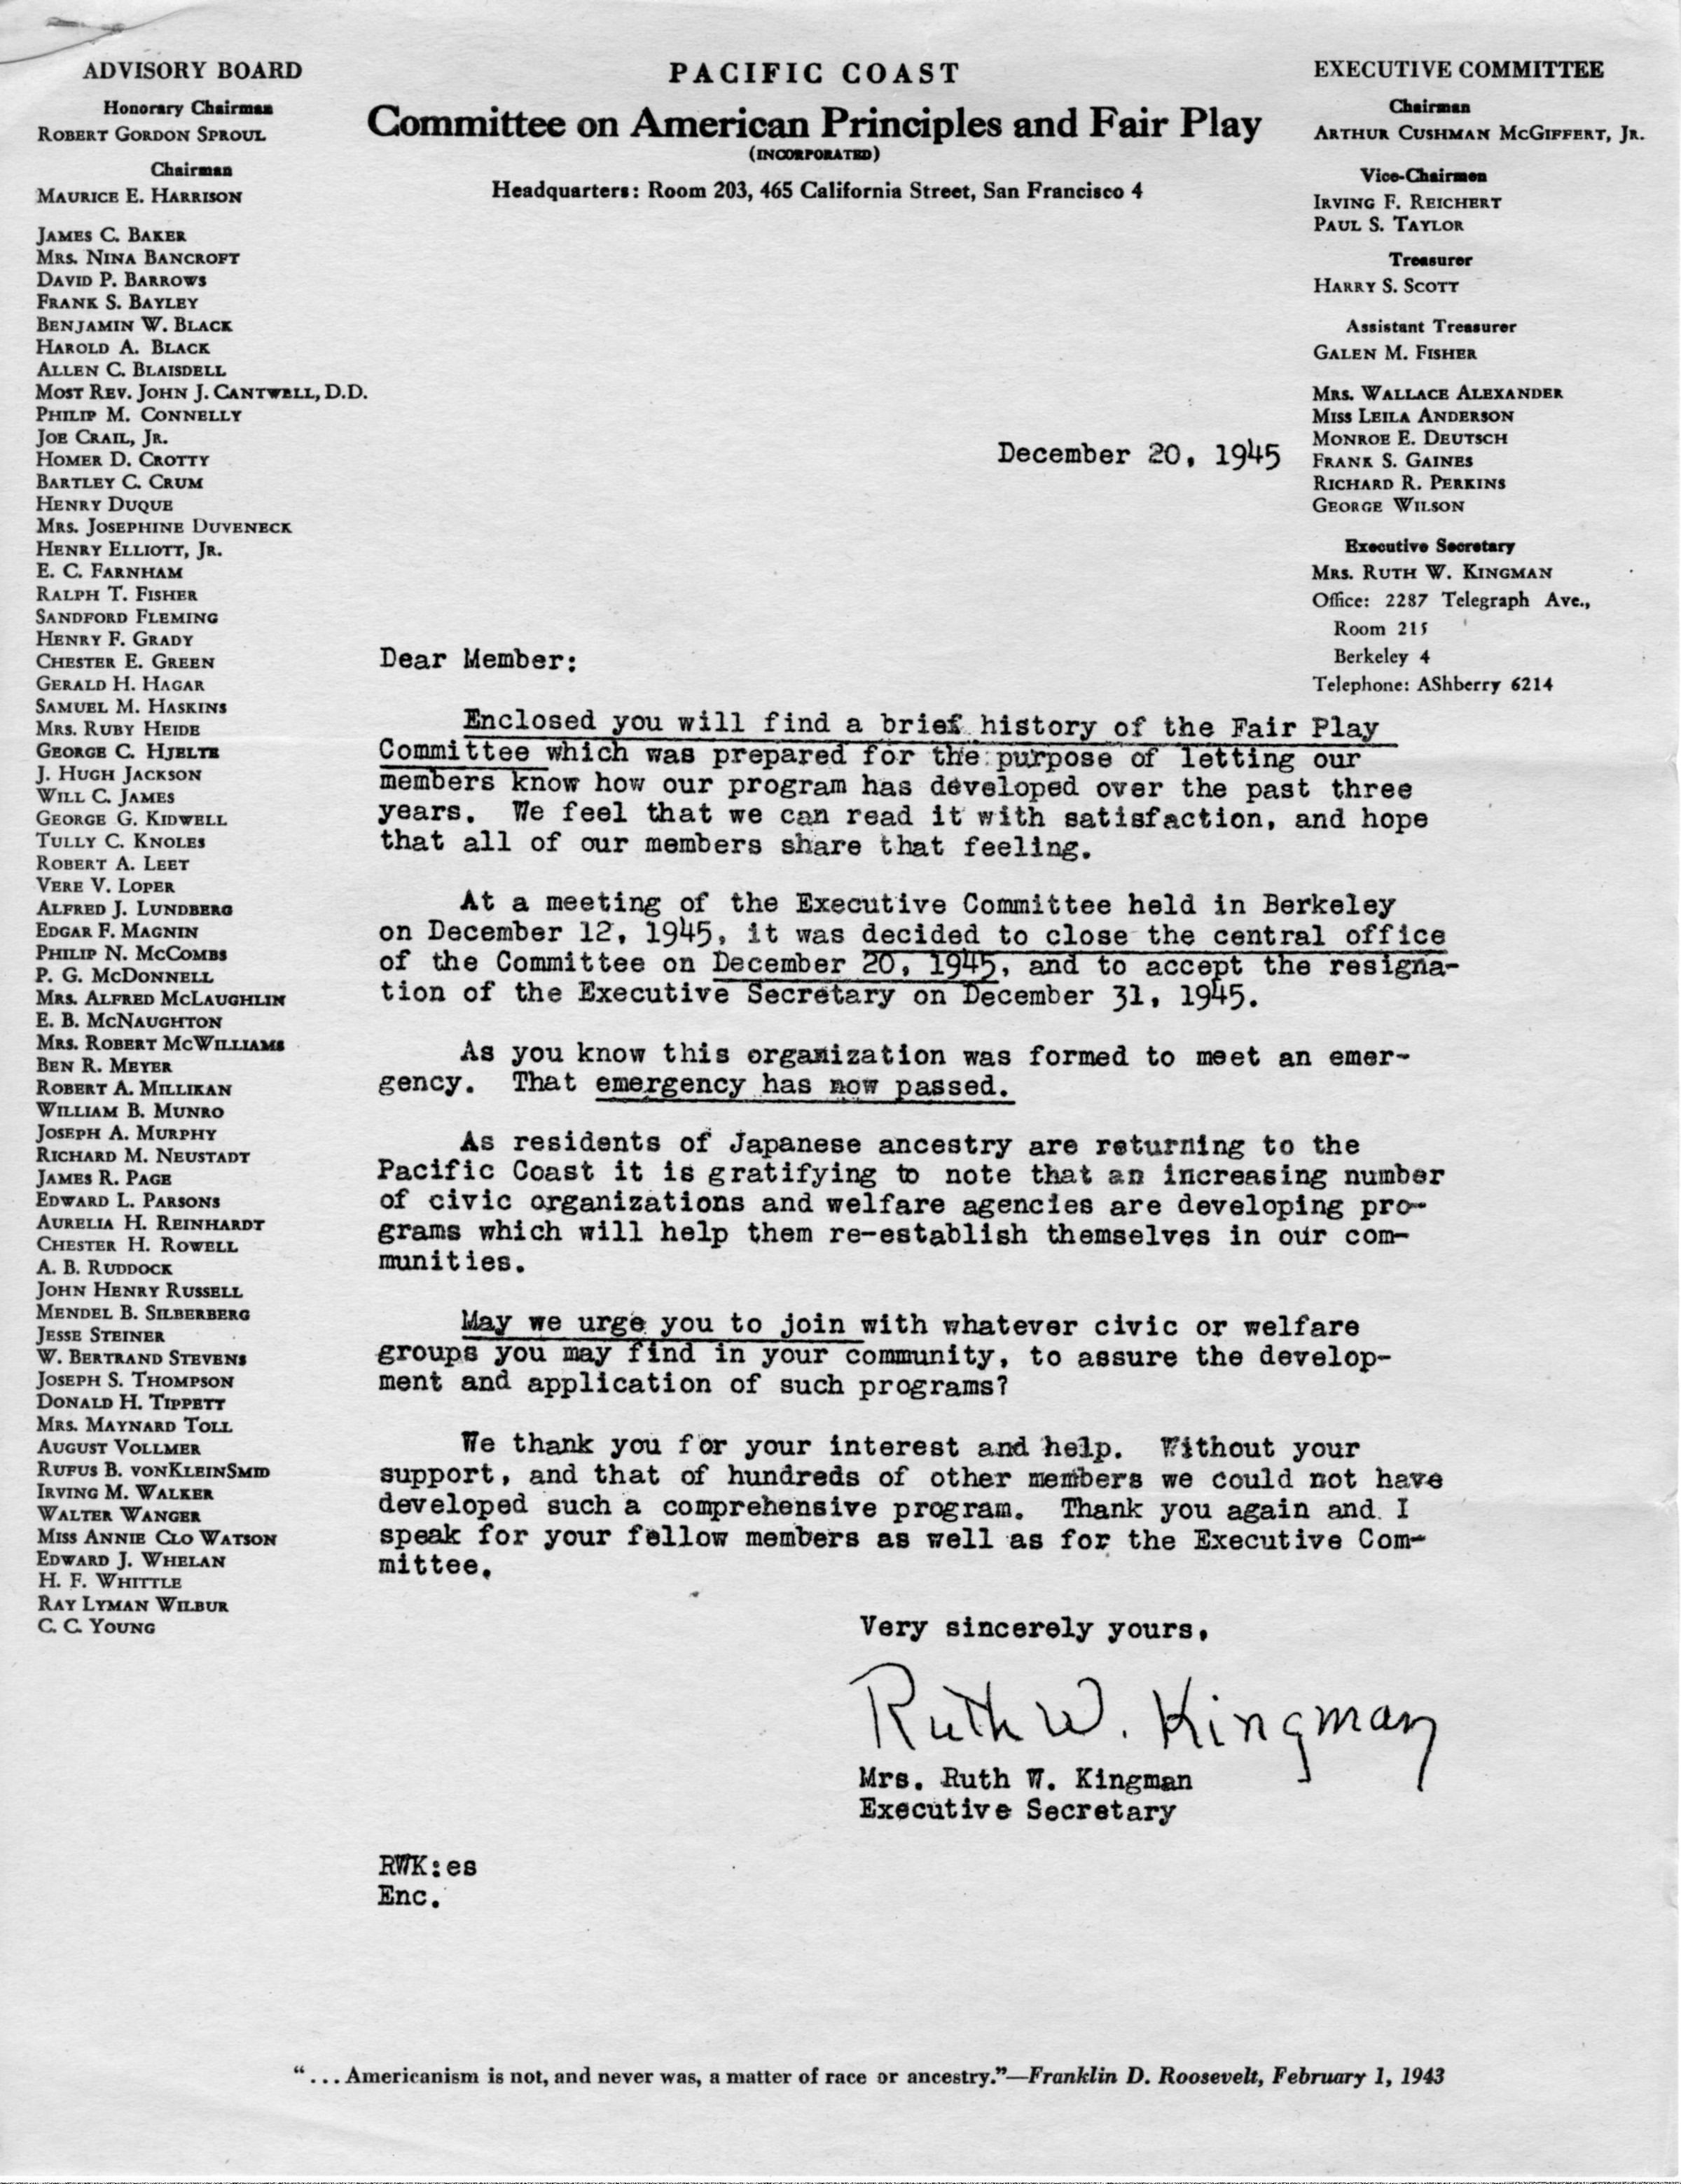 ADVISORY BOARD
Honorary Chairman
ROBERT GORDON SPROUL
Chairman
MAURICE E. HARRISON
JAMES C. BAKER
MRS. NINA BANCROFT
DAVID P. BARROWS
FRANK S. BAYLEY
BENJAMIN W. BLACK
HAROLD A. BLACK
ALLEN C. BLAISDELL
MOST REV. JOHN J. CANTWELL, D.D.
PHILIP M. CONNELLY
JOE CRAIL, JR.
HOMER D. CROTTY
BARTLEY C. CRUM
HENRY DUQUE
MRS. JOSEPHINE DUVENECK
HENRY ELLIOTT, JR.
E. C. FARNHAM
RALPH T. FISHER
SANDFORD FLEMING
HENRY F. GRADY
CHESTER E. GREEN
GERALD H. HAGAR
SAMUEL M. HASKINS
MRS. RUBY HEIDE
GEORGE C. HJELTE
J. HUGH JACKSON
WILL C. JAMES
GEORGE G. KIDWELL
TULLY C. KNOLES
ROBERT A. LEET
VERE V. LOPER
ALFRED J. LUNDBERG
EDGAR F. MAGNIN
PHILIP N. MCCOMBS
P. G. MCDONNELL
MRS. ALFRED MCLAUGHLIN
E. B. MCNAUGHTON
MRS. ROBERT MCWILLIAMS
BEN R. MEYER
ROBERT A. MILLIKAN
WILLIAM B. MUNRO
JOSEPH A. MURPHY
RICHARD M. NEUSTADT
JAMES R. PAGE
EDWARD L. PARSONS
AURELIA H. REINHARDT
CHESTER H. ROWELL
A. B. RUDDOCK
JOHN HENRY RUSSELL
MENDEL B. SILBERBERG
JESSE STEINER
W. BERTRAND STEVENS
JOSEPH S. THOMPSON
DONALD H. TIPPETT
MRS. MAYNARD TOLL
AUGUST VOLLMER
RUFUS B. VONKLEINSMID
IRVING M. WALKER
WALTER WANGER
MISS ANNIE CLO WATSON
EDWARD J. WHELAN
H. F. WHITTLE
RAY LYMAN WILBUR
C. C. YOUNG
PACIFIC COAST
Committee on American Principles and Fair Play
(INCORPORATED)
Headquarters: Room 203, 465 California Street, San Francisco 4
EXECUTIVE COMMITTEE
Chairman
ARTHUR CUSHMAN MCGIFFERT, JR.
Vice-Chairmen
IRVING F. REICHERT
PAUL S. TAYLOR
Treasurer
HARRY S. SCOTT
Assistant Treasurer
GALEN M. FISHER
MRS. WALLACE ALEXANDER
MISS LEILA ANDERSON
MONROE E. DEUTSCH
FRANK S. GAINES
RICHARD R. PERKINS
GEORGE WILSON
Executive Secretary
MRS. RUTH W. KINGMAN
Office: 2287 Telegraph Ave.,
Room 215
Berkeley 4
Telephone: AShberry 6214
December 20, 1945
Dear Member:
Enclosed you will find a brief history of the Fair Play
Committee which was prepared for the purpose of letting our
members know how our program has developed over the past three
years. We feel that we can read it with satisfaction, and hope
that all of our members share that feeling.
At a meeting of the Executive Committee held in Berkeley
on December 12, 1945, it was decided to close the central office
of the Committee on December 20, 1945, and to accept the resigna-
tion of the Executive Secretary on December 31, 1945.
As you know this organization was formed to meet an emer-
gency. That emergency has now passed.
As residents of Japanese ancestry are returning to the
Pacific Coast it is gratifying to note that an increasing number
of civic organizations and welfare agencies are developing pro-
grams which will help them re-establish themselves in our com-
munities.
May we urge you to join with whatever civic or welfare
groups you may find in your community, to assure the develop-
ment and application of such programs?
We thank you for your interest and help. Without your
support, and that of hundreds of other members we could not have
developed such a comprehensive program. Thank you again and I
speak for your fellow members as well as for the Executive Com-
mittee.
Very sincerely yours,
Ruth W. Kingman
Mrs. Ruth W. Kingman
Executive Secretary
RWK:es
Enc.
"... Americanism is not, and never was, a matter of race or ancestry."—Franklin D. Roosevelt, February 1, 1943